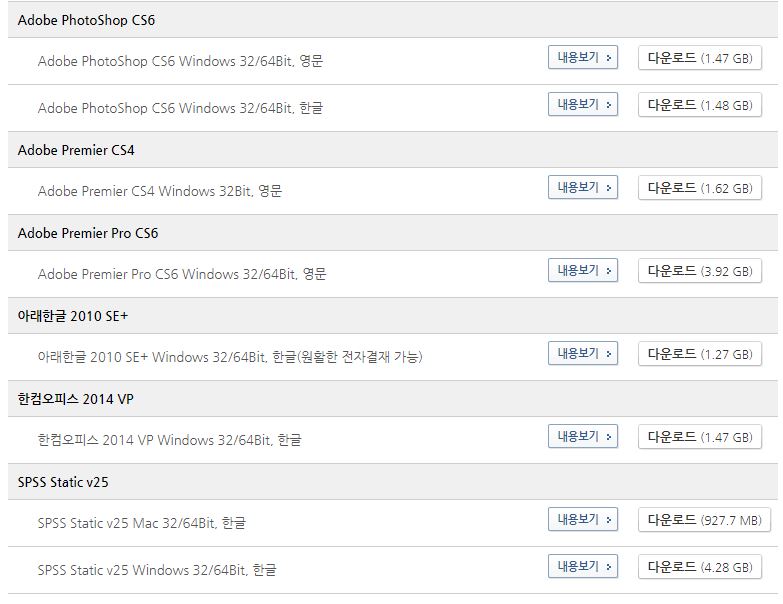 Adobe PhotoShop CS6
Adobe PhotoShop CS6 Windows 32/64Bit, 영문 내용보기 다운로드 (1.47 GB)
Adobe PhotoShop CS6 Windows 32/64Bit, 한글 내용보기 다운로드 (1.48 GB)
Adobe Premier CS4
Adobe Premier CS4 Windows 32Bit, 영문 내용보기 다운로드 (1.62 GB)
Adobe Premier Pro CS6
Adobe Premier Pro CS6 Windows 32/64Bit, 영문 내용보기 다운로드 (3.92 GB)
아래한글 2010 SE+
아래한글 2010 SE+ Windows 32/64Bit, 한글(원활한 전자결재 가능) 내용보기 다운로드 (1.27 GB)
한컴오피스 2014 VP
한컴오피스 2014 VP Windows 32/64Bit, 한글 내용보기 다운로드 (1.47 GB)
SPSS Static v25
SPSS Static v25 Mac 32/64Bit, 한글 내용보기 다운로드 (927.7 MB)
SPSS Static v25 Windows 32/64Bit, 한글 내용보기 다운로드 (4.28 GB)